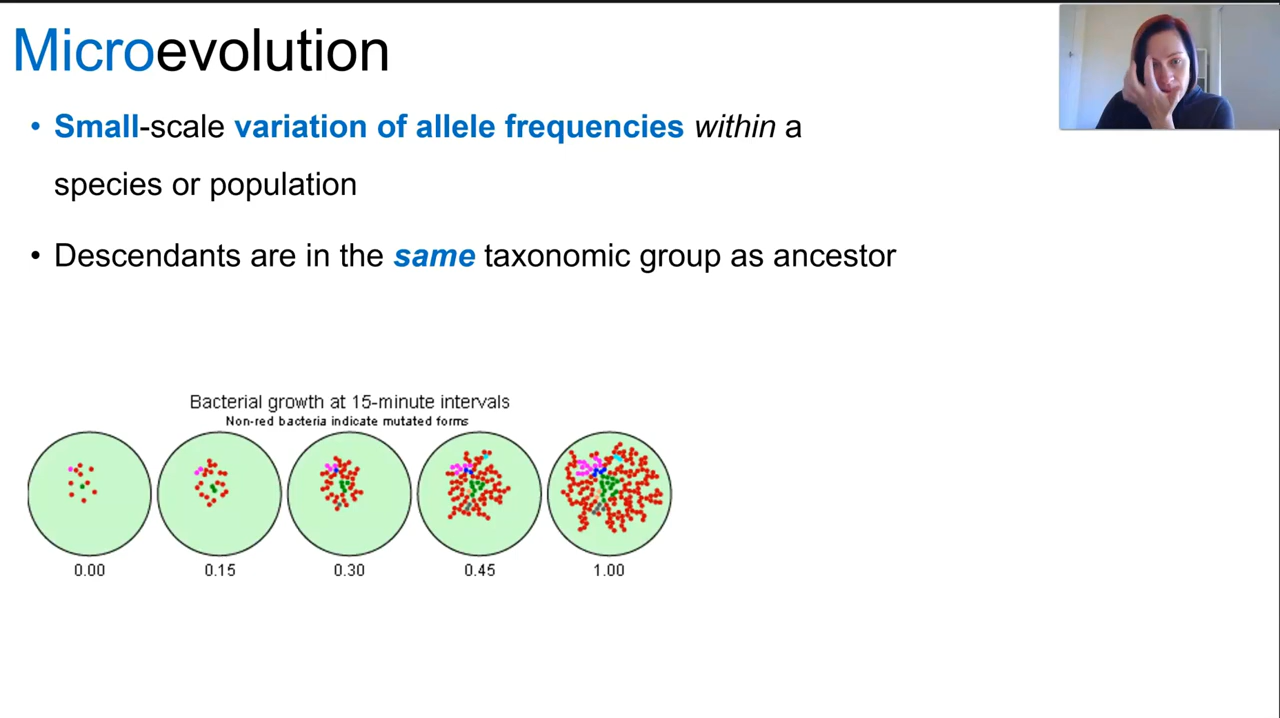 Microevolution
• Small-scale variation of allele frequencies within a
species or population
• Descendants are in the same taxonomic group as ancestor
Bacterial growth at 15-minute intervals
Non-red bacteria indicate mutated forms
0.00 0.15 0.30 0.45 1.00